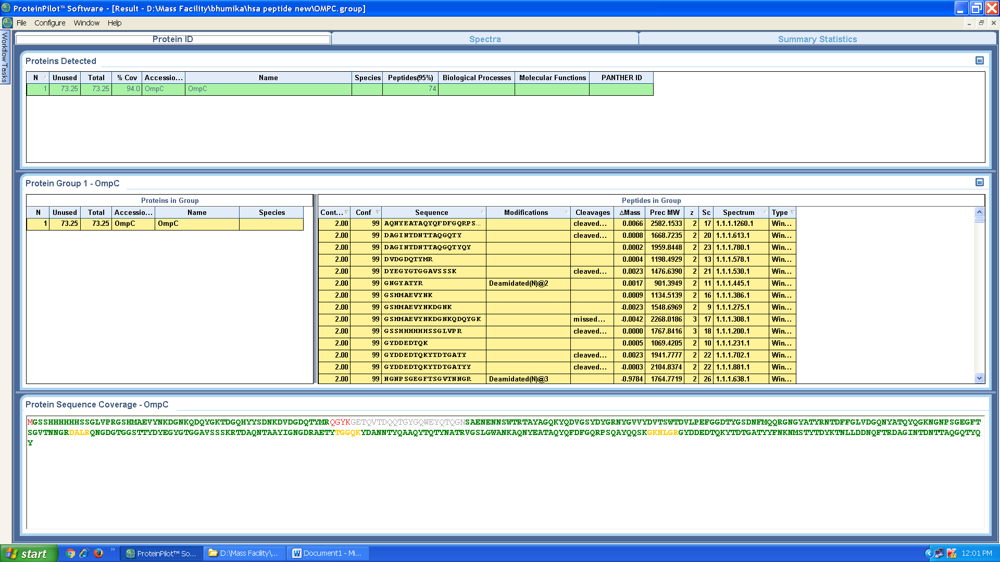 ProteinPilot™ Software - [Result - D:\Mass Facility\bhumika\hsa peptide new\OMPC.group]
File Configure Window Help
Workflow Tasks
Protein ID Spectra Summary Statistics
Proteins Detected
N Unused Total % Cov Accessio... Name Species Peptides(95%) Biological Processes Molecular Functions PANTHER ID
1 73.25 73.25 94.0 OmpC OmpC 74
Protein Group 1 - OmpC
Proteins in Group
N Unused Total Accessio... Name Species
1 73.25 73.25 OmpC OmpC
Peptides in Group
Cont... Conf Sequence Modifications Cleavages ΔMass Prec MW z Sc Spectrum Type
2.00 99 AQNYEATAQYQFDFGQRPS... cleaved... 0.0066 2582.1533 2 17 1.1.1.1260.1 Win...
2.00 99 DAGINTDNTTAQGQTY cleaved... 0.0008 1668.7235 2 20 1.1.1.613.1 Win...
2.00 99 DAGINTDNTTAQGQTYQY 0.0002 1959.8448 2 23 1.1.1.780.1 Win...
2.00 99 DVDGDQTYMR 0.0004 1198.4929 2 13 1.1.1.578.1 Win...
2.00 99 DYEGYGTGGAVSSSK cleaved... 0.0023 1476.6390 2 21 1.1.1.530.1 Win...
2.00 99 GNGYATYR Deamidated(N)@2 0.0017 901.3949 2 11 1.1.1.445.1 Win...
2.00 99 GSHMAEVYNK 0.0009 1134.5139 2 16 1.1.1.386.1 Win...
2.00 99 GSHMAEVYNKDGNK -0.0023 1548.6969 2 9 1.1.1.275.1 Win...
2.00 99 GSHMAEVYNKDGNKQDQYGK missed... -0.0042 2268.0186 3 17 1.1.1.308.1 Win...
2.00 99 GSSHHHHHHSSGLVPR cleaved... 0.0000 1767.8416 3 18 1.1.1.200.1 Win...
2.00 99 GYDDEDTQK 0.0005 1069.4205 2 10 1.1.1.231.1 Win...
2.00 99 GYDDEDTQKYTDTGATY cleaved... 0.0023 1941.7777 2 22 1.1.1.702.1 Win...
2.00 99 GYDDEDTQKYTDTGATYY cleaved... -0.0003 2104.8374 2 22 1.1.1.881.1 Win...
2.00 99 NGNPSGEGFTSGVTNNGR Deamidated(N)@3 -0.9784 1764.7719 2 26 1.1.1.638.1 Win...
Protein Sequence Coverage - OmpC
MGSSHHHHHHSSGLVPRGSHMAEVYNKDGNKQDQYGKTDGQHYYSDNKDVDGDQTYMRQGYKGETQVTDQQTGYGQWEYQTQGNSAENENNSWTRTAYAGQKYQDVGSYDYGRNYGVVYDVTSWTDVLPEFGGDTYGSDNFMQQRGNGYATYRNTDFFGLVDGQNYATQYQGKNGNPSGEGFT
SGVTNNGRDALRQNGDGTGGSTTYDYEGYGTGGAVSSSKRTDAQNTAAYIGNGDRAETYTGGQKYDANNTYQAAQYTQTYNATRVGSLGWANKAQNYEATAQYQFDFGQRPSQAYQQSKGKNLGRGYDDEDTQKYTDTGATYYFNKNMSTYTDYKTNLLDDNQFTRDAGINTDNTTAQGQTYQ
Y
start ProteinPilot™ So... D:\Mass Facility\... Document1 - Mi... 12:01 PM